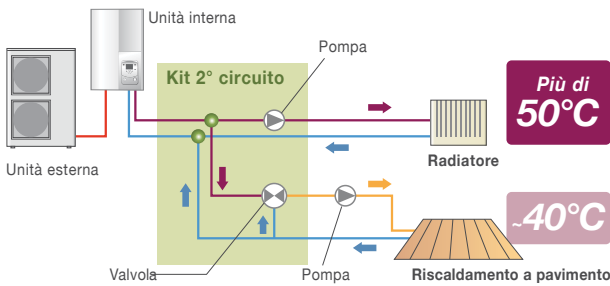 Unità interna
Pompa
Kit 2° circuito
Più di
50°C
Unità esterna
Radiatore
~40°C
Valvola
Pompa
Riscaldamento a pavimento